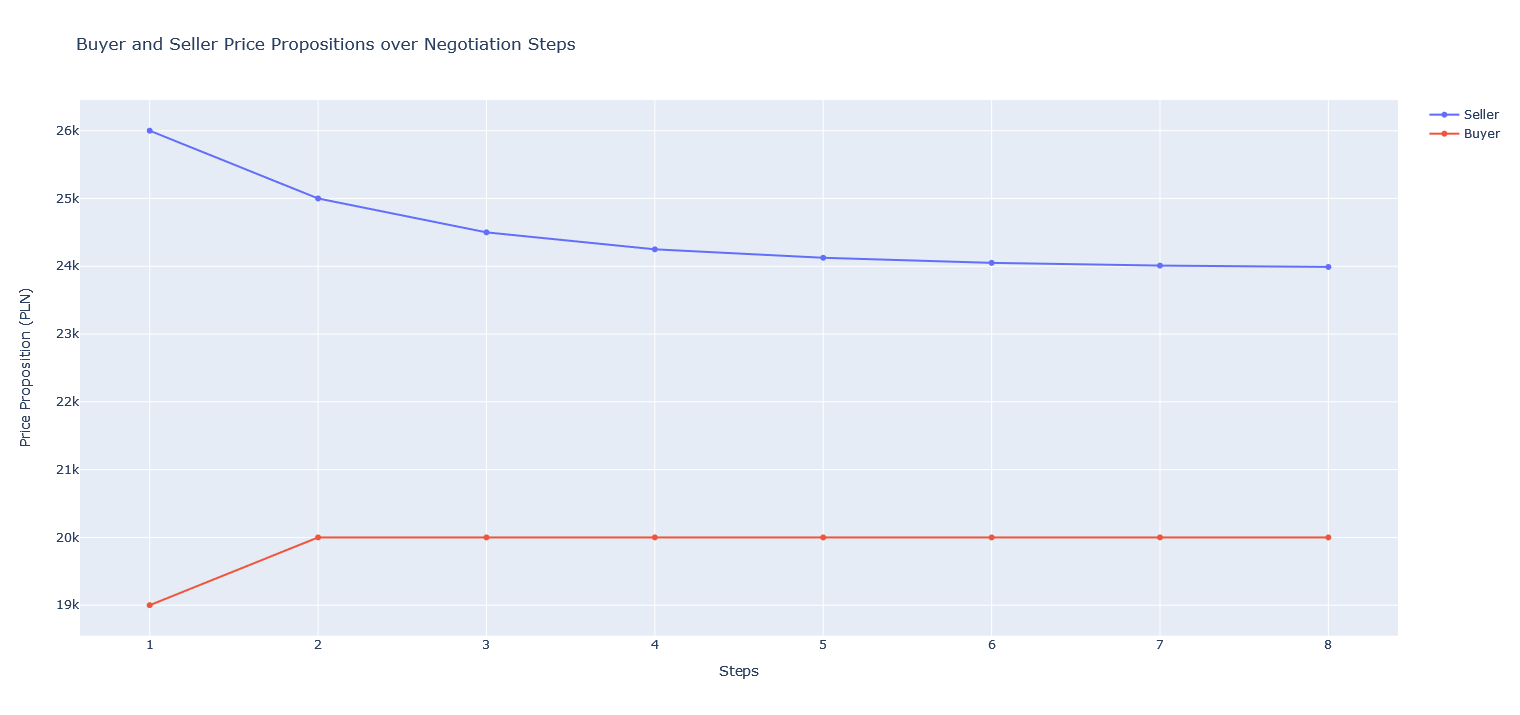 Buyer and Seller Price Propositions over Negotiation Steps
Seller
Buyer
Price Proposition (PLN)
26k
25k
24k
23k
22k
21k
20k
19k
1 2 3 4 5 6 7 8
Steps